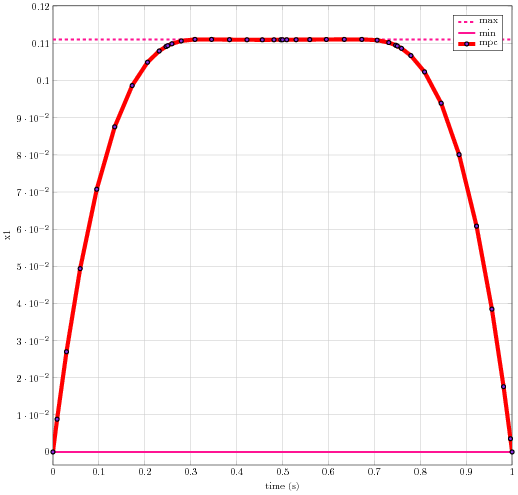 0.12
0.11
0.1
9 · 10⁻²
8 · 10⁻²
7 · 10⁻²
6 · 10⁻²
5 · 10⁻²
4 · 10⁻²
3 · 10⁻²
2 · 10⁻²
1 · 10⁻²
0
x1
max
min
mpc
0 0.1 0.2 0.3 0.4 0.5 0.6 0.7 0.8 0.9 1
time (s)